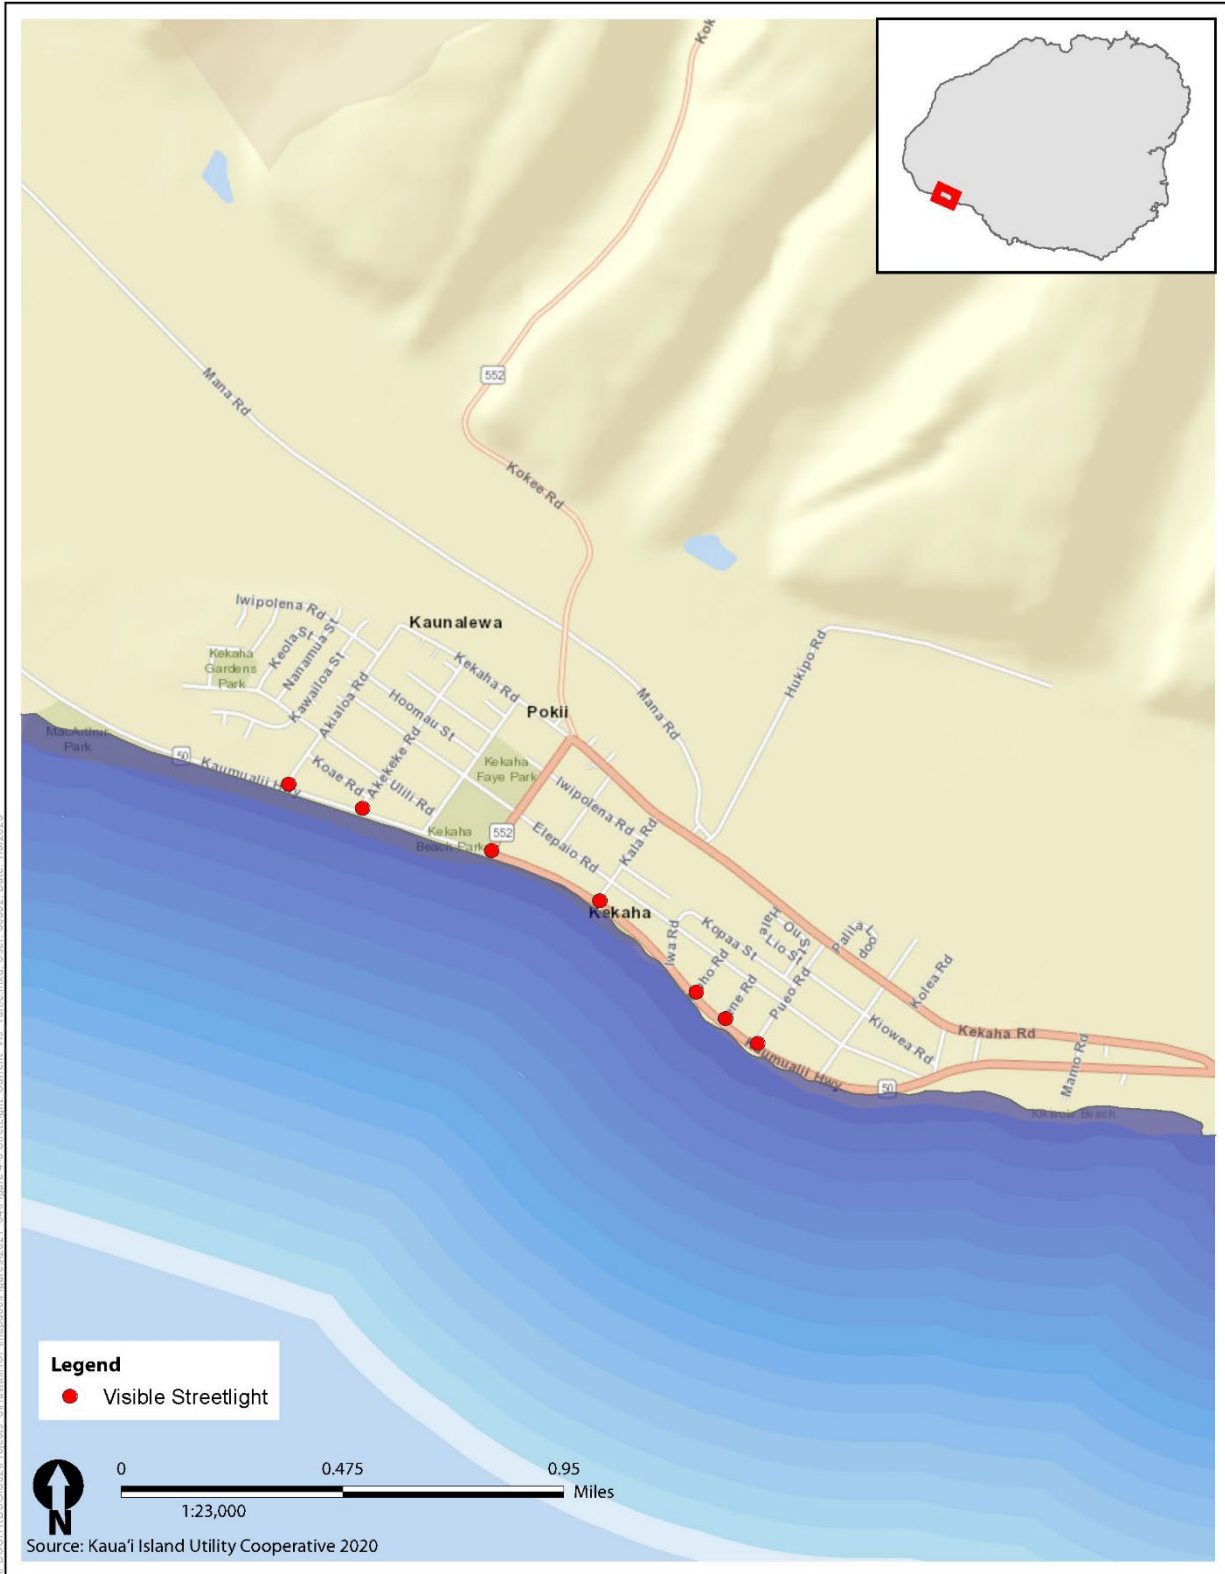 Kok
552
Mana Rd
Kokee Rd
Iwipolena Rd
Kaunalewa
Keola St
Nanamua St
Kekaha
Gardens
Park
Kawailoa St
Akialoa Rd
Kekaha Rd
Hoomau St
Pokii
Mana Rd
Hukipo Rd
MacArthur
Park
50
Kaumualii Hwy
Koae Rd
Akekeke Rd
Ulili Rd
Kekaha
Faye Park
Iwipolena Rd
Kekaha
Beach Park
552
Elepaio Rd
Kala Rd
Kekaha
Iwa Rd
Kopaa St
Hale
Ono St
Lio St
Palila Loop
Pueo Rd
Kolea Rd
Kiowea Rd
Kekaha Rd
Kaumualii Hwy
50
Mamo Rd
Beach
Legend
Visible Streetlight
0 0.475 0.95
Miles
1:23,000
N
Source: Kaua'i Island Utility Cooperative 2020